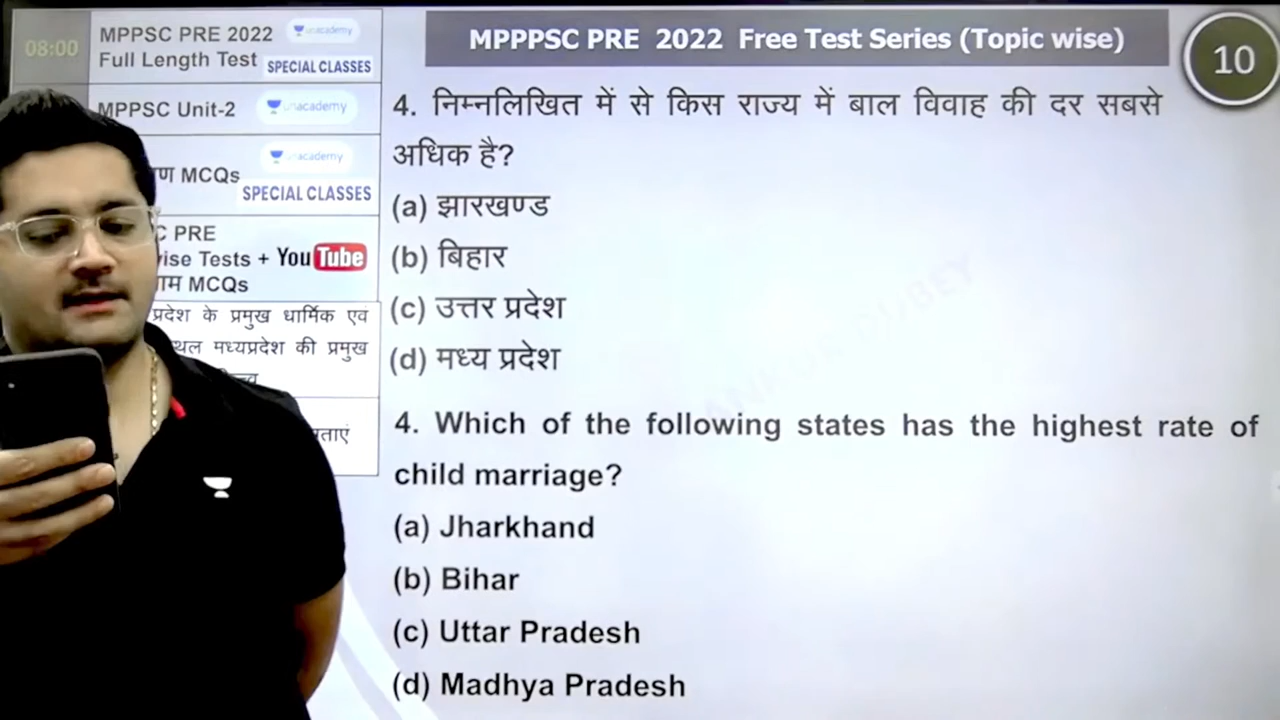 08:00
MPPSC PRE 2022
Full Length Test
unacademy
SPECIAL CLASSES
MPPSC Unit-2
unacademy
MCQs
unacademy
SPECIAL CLASSES
PRE
Tests + YouTube
MCQs
प्रदेश के प्रमुख धार्मिक एवं
मध्यप्रदेश की प्रमुख
MPPPSC PRE 2022 Free Test Series (Topic wise)
10
4. निम्नलिखित में से किस राज्य में बाल विवाह की दर सबसे
अधिक है?
(a) झारखण्ड
(b) बिहार
(c) उत्तर प्रदेश
(d) मध्य प्रदेश
4. Which of the following states has the highest rate of
child marriage?
(a) Jharkhand
(b) Bihar
(c) Uttar Pradesh
(d) Madhya Pradesh